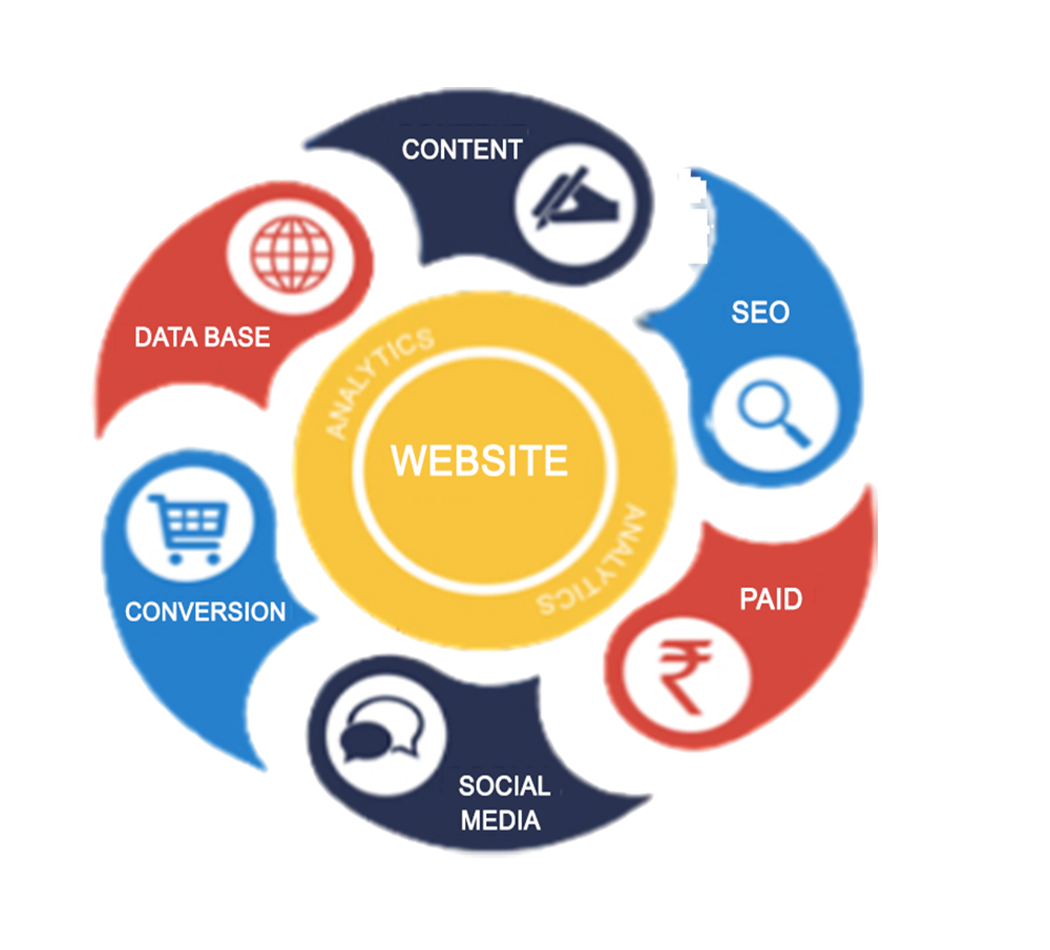 CONTENT
SEO
PAID
SOCIAL
MEDIA
CONVERSION
DATA BASE
ANALYTICS
WEBSITE
ANALYTICS
₹